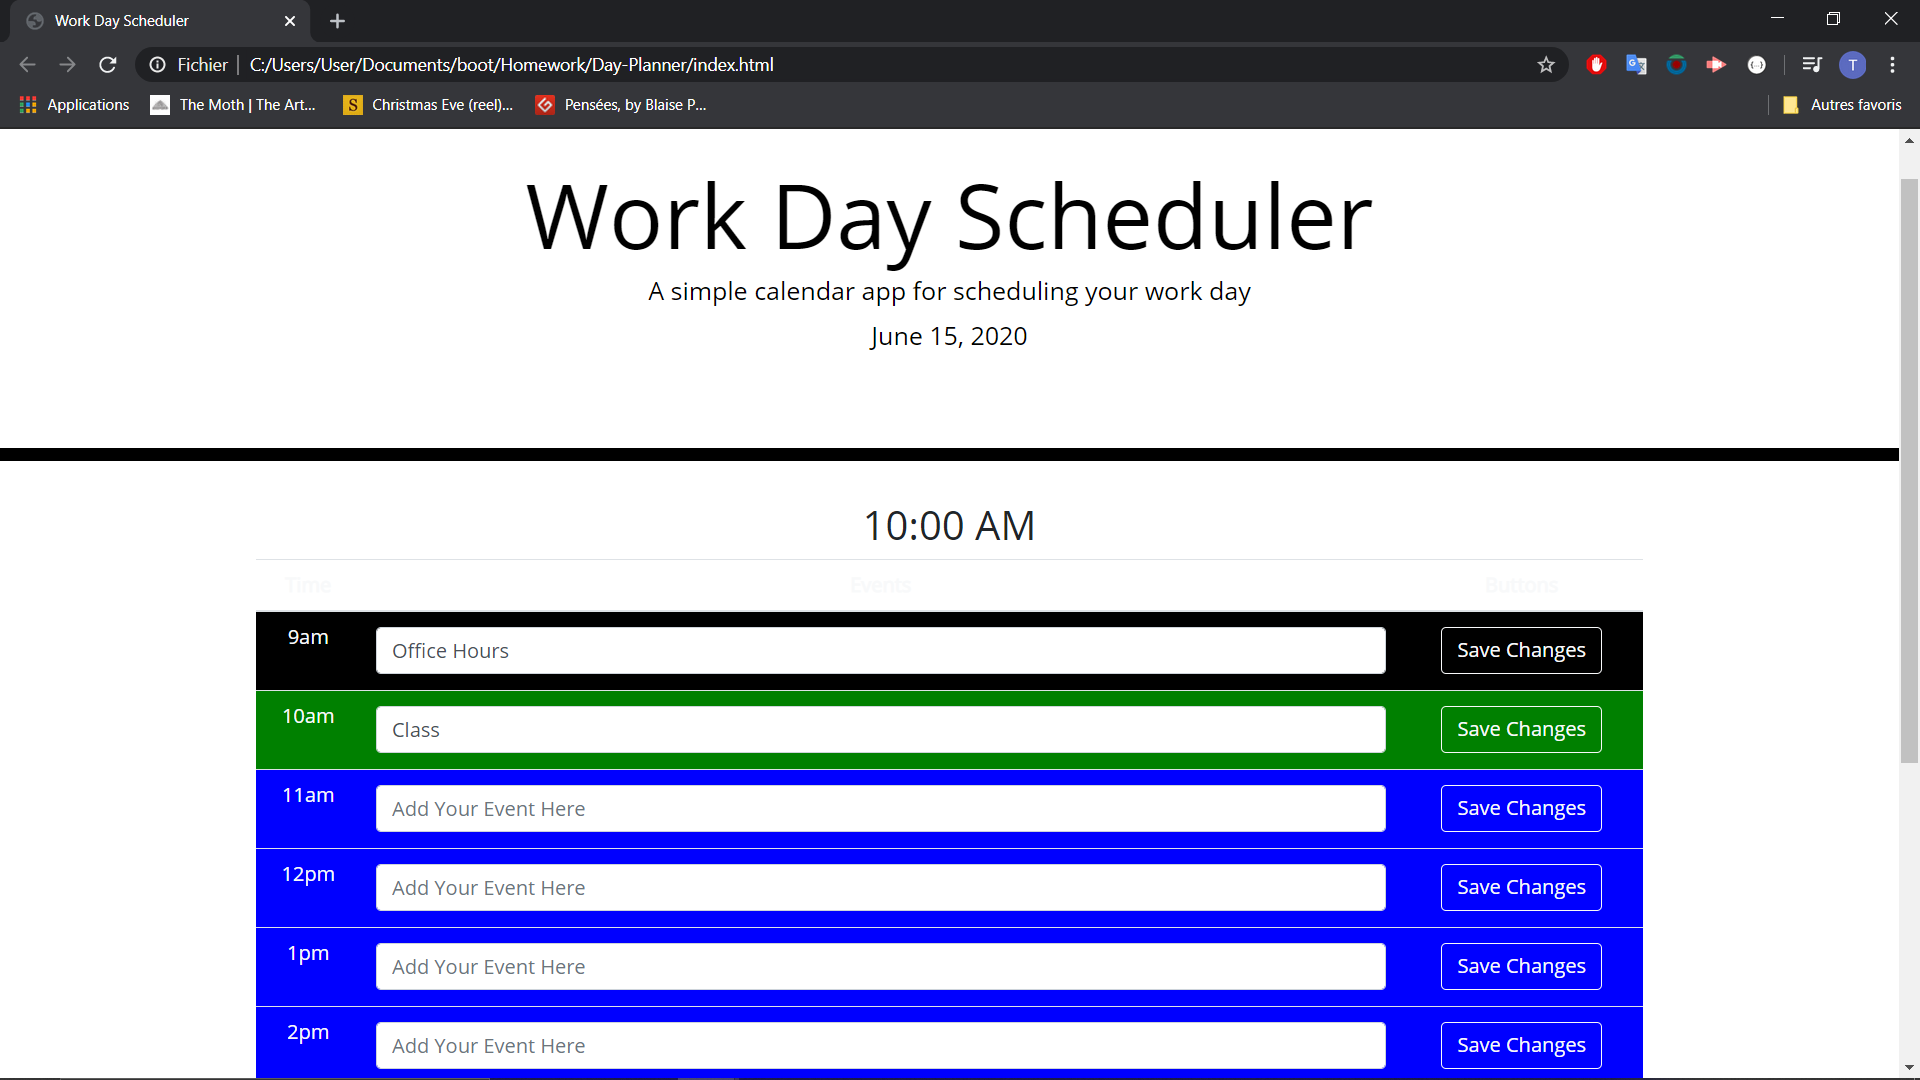 Work Day Scheduler
Fichier C:/Users/User/Documents/boot/Homework/Day-Planner/index.html
T
Applications The Moth | The Art... S Christmas Eve (reel)... Pensées, by Blaise P... Autres favoris
Work Day Scheduler
A simple calendar app for scheduling your work day
June 15, 2020
10:00 AM
Time Events Buttons
9am Office Hours Save Changes
10am Class Save Changes
11am Add Your Event Here Save Changes
12pm Add Your Event Here Save Changes
1pm Add Your Event Here Save Changes
2pm Add Your Event Here Save Changes